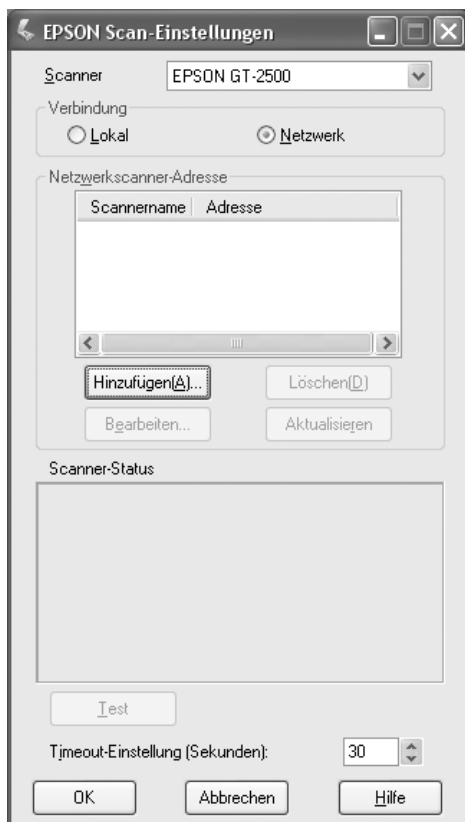 EPSON Scan-Einstellungen
Scanner EPSON GT-2500
Verbindung
Lokal Netzwerk
Netzwerkscanner-Adresse
Scannername Adresse
Hinzufügen(A)... Löschen(D)
Bearbeiten... Aktualisieren
Scanner-Status
Test
Timeout-Einstellung (Sekunden): 30
OK Abbrechen Hilfe